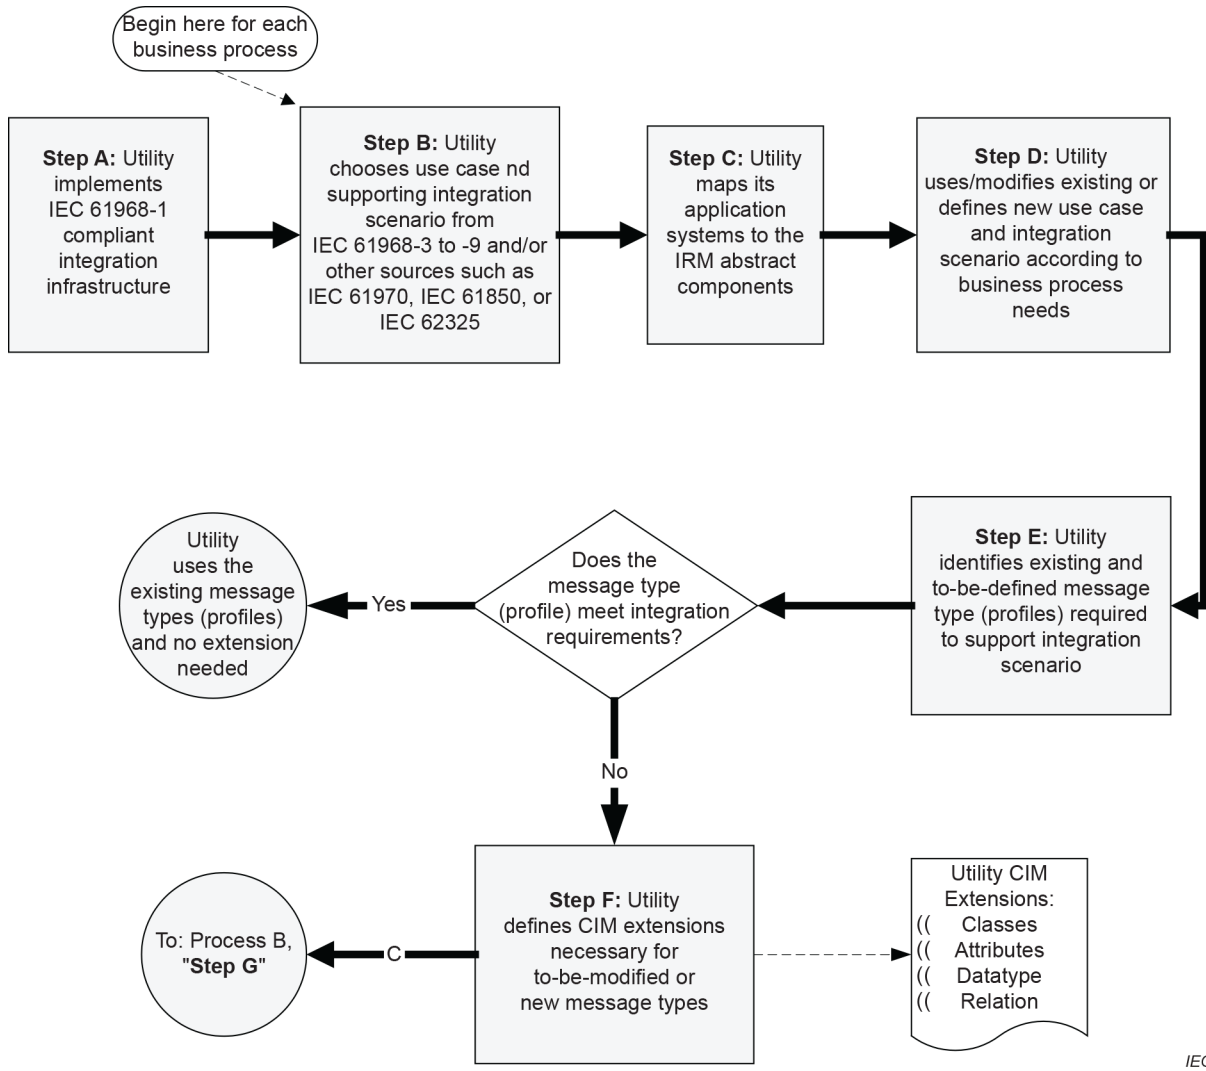 Begin here for each
business process
Step A: Utility
implements
IEC 61968-1
compliant
integration
infrastructure
Step B: Utility
chooses use case nd
supporting integration
scenario from
IEC 61968-3 to -9 and/or
other sources such as
IEC 61970, IEC 61850, or
IEC 62325
Step C: Utility
maps its
application
systems to the
IRM abstract
components
Step D: Utility
uses/modifies existing or
defines new use case
and integration
scenario according to
business process
needs
Step E: Utility
identifies existing and
to-be-defined message
type (profiles) required
to support integration
scenario
Does the
message type
(profile) meet integration
requirements?
Yes
Utility
uses the
existing message
types (profiles)
and no extension
needed
No
Step F: Utility
defines CIM extensions
necessary for
to-be-modified or
new message types
C
To: Process B,
"Step G"
Utility CIM
Extensions:
(( Classes
(( Attributes
(( Datatype
(( Relation
IEC